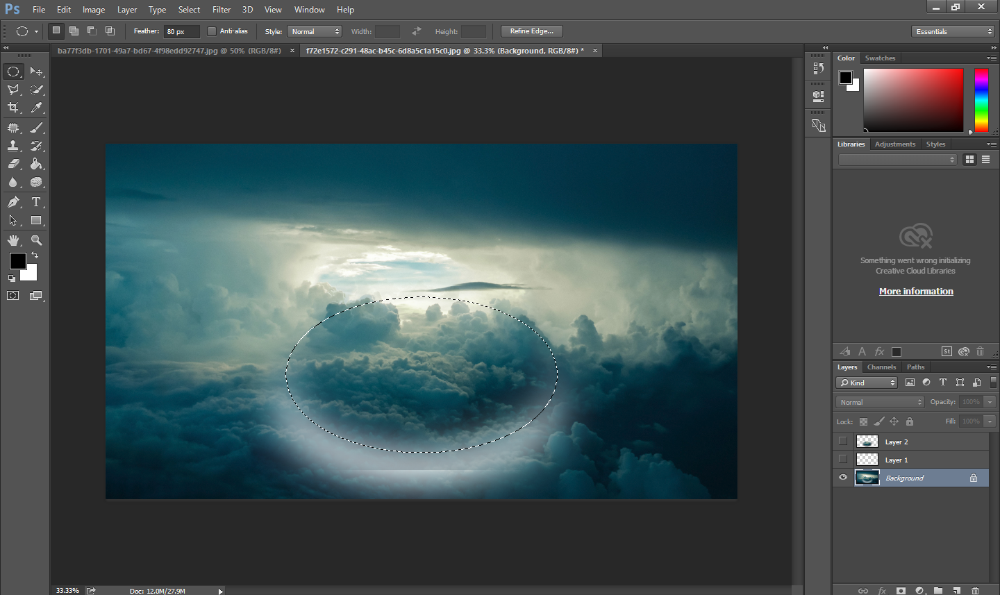 Ps File Edit Image Layer Type Select Filter 3D View Window Help
Feather: 80 px Anti-alias Style: Normal Width: Height: Refine Edge... Essentials
ba77f3db-1701-49a7-bd67-4f98edd92747.jpg @ 50% (RGB/8#) × f72e1572-c291-48ac-b45c-6d8a5c1a15c0.jpg @ 33.3% (Background, RGB/8#) * ×
Color Swatches
Libraries Adjustments Styles
Something went wrong initializing
Creative Cloud Libraries
More information
St
Layers Channels Paths
Kind
Normal Opacity: 100%
Lock: Fill: 100%
Layer 2
Layer 1
Background
33.33% Doc: 12.0M/27.9M